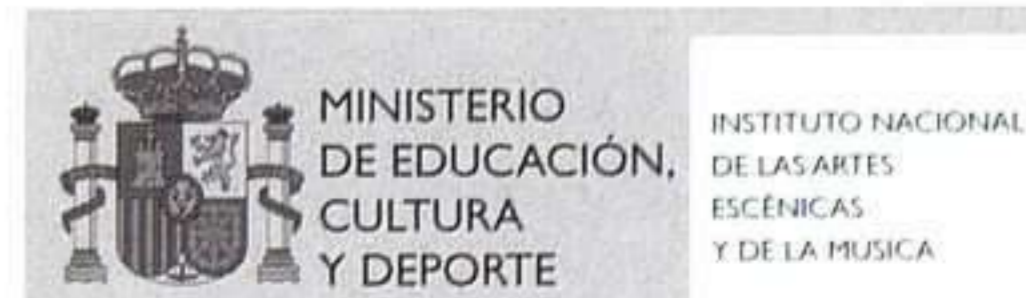 MINISTERIO
DE EDUCACIÓN,
CULTURA
Y DEPORTE
INSTITUTO NACIONAL
DE LAS ARTES
ESCÉNICAS
Y DE LA MUSICA